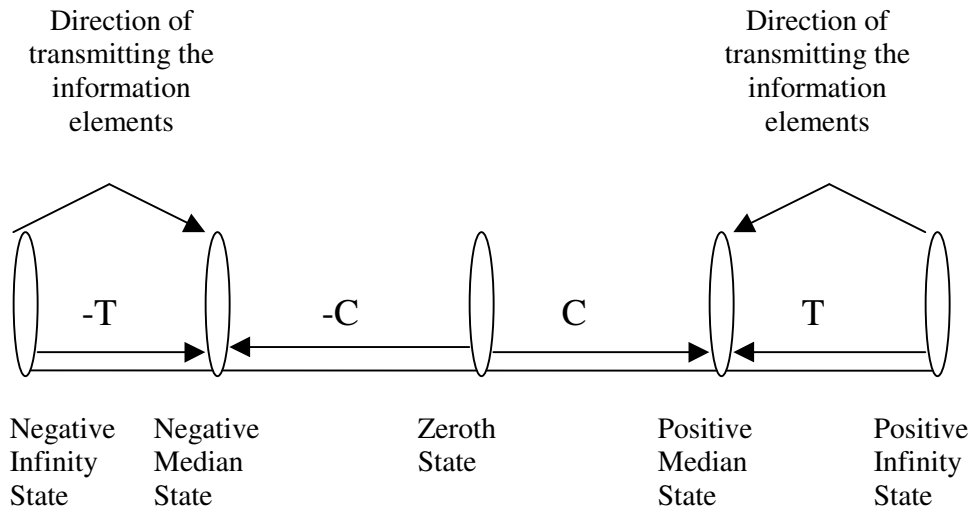 Direction of
transmitting the
information
elements
Direction of
transmitting the
information
elements
-T
-C
C
T
Negative
Infinity
State
Negative
Median
State
Zeroth
State
Positive
Median
State
Positive
Infinity
State